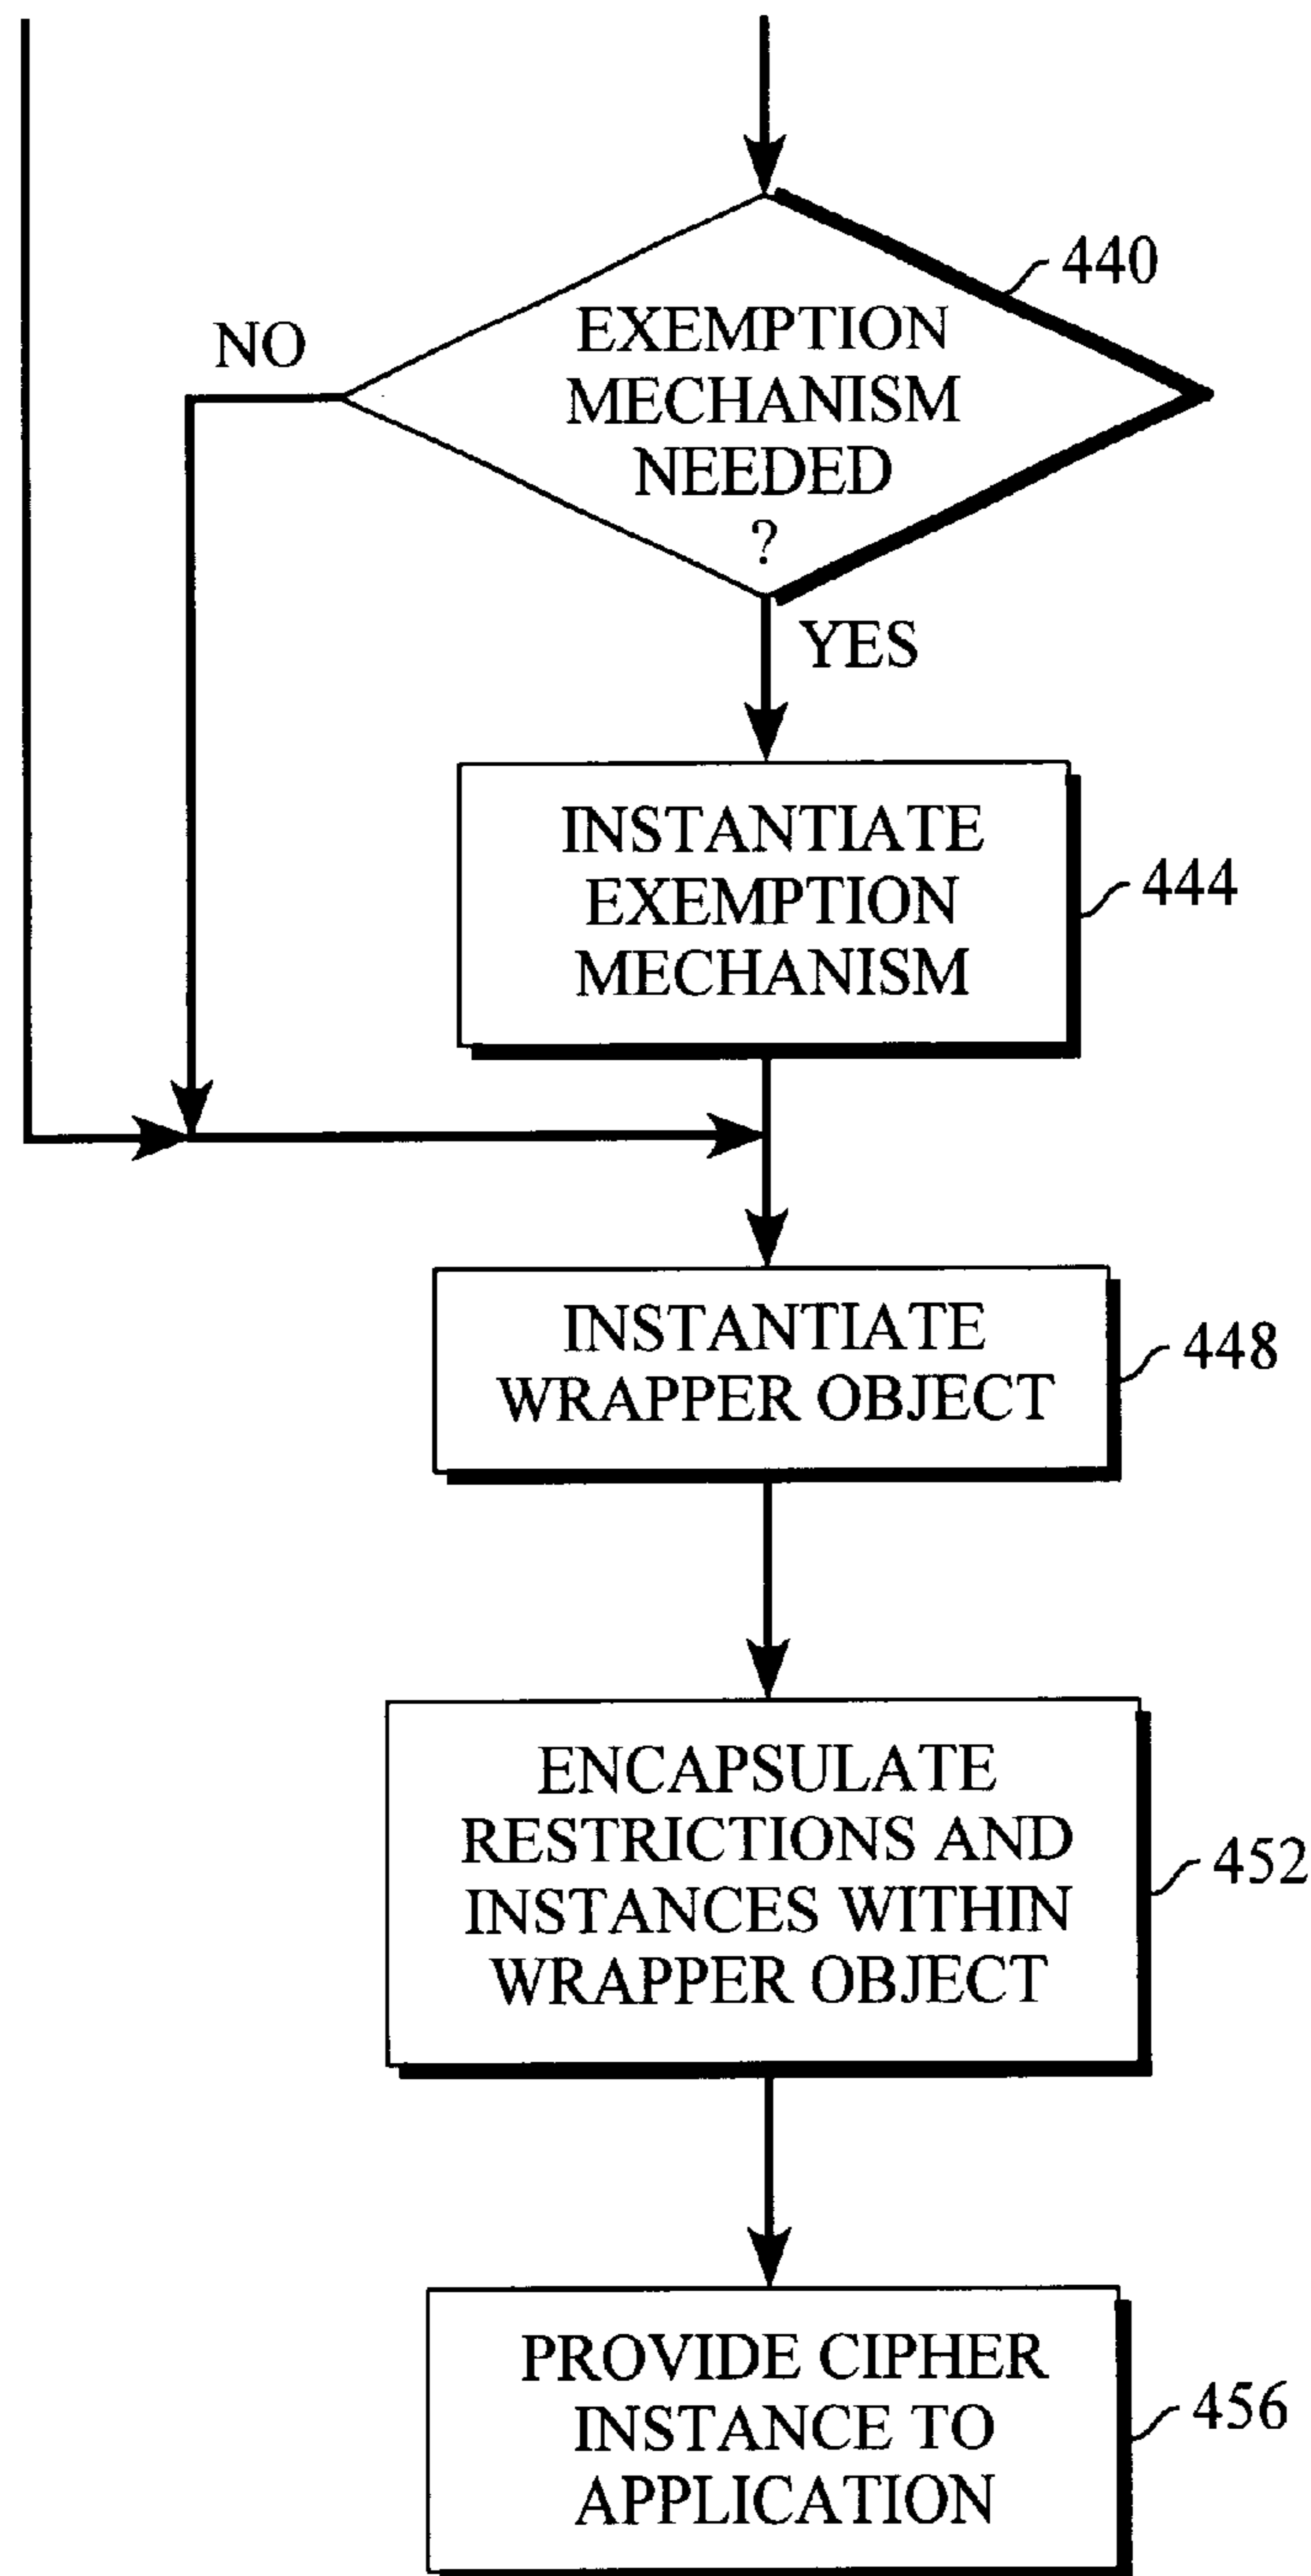 440
EXEMPTION
MECHANISM
NEEDED
?
NO
YES
INSTANTIATE
EXEMPTION
MECHANISM
444
INSTANTIATE
WRAPPER OBJECT
448
ENCAPSULATE
RESTRICTIONS AND
INSTANCES WITHIN
WRAPPER OBJECT
452
PROVIDE CIPHER
INSTANCE TO
APPLICATION
456